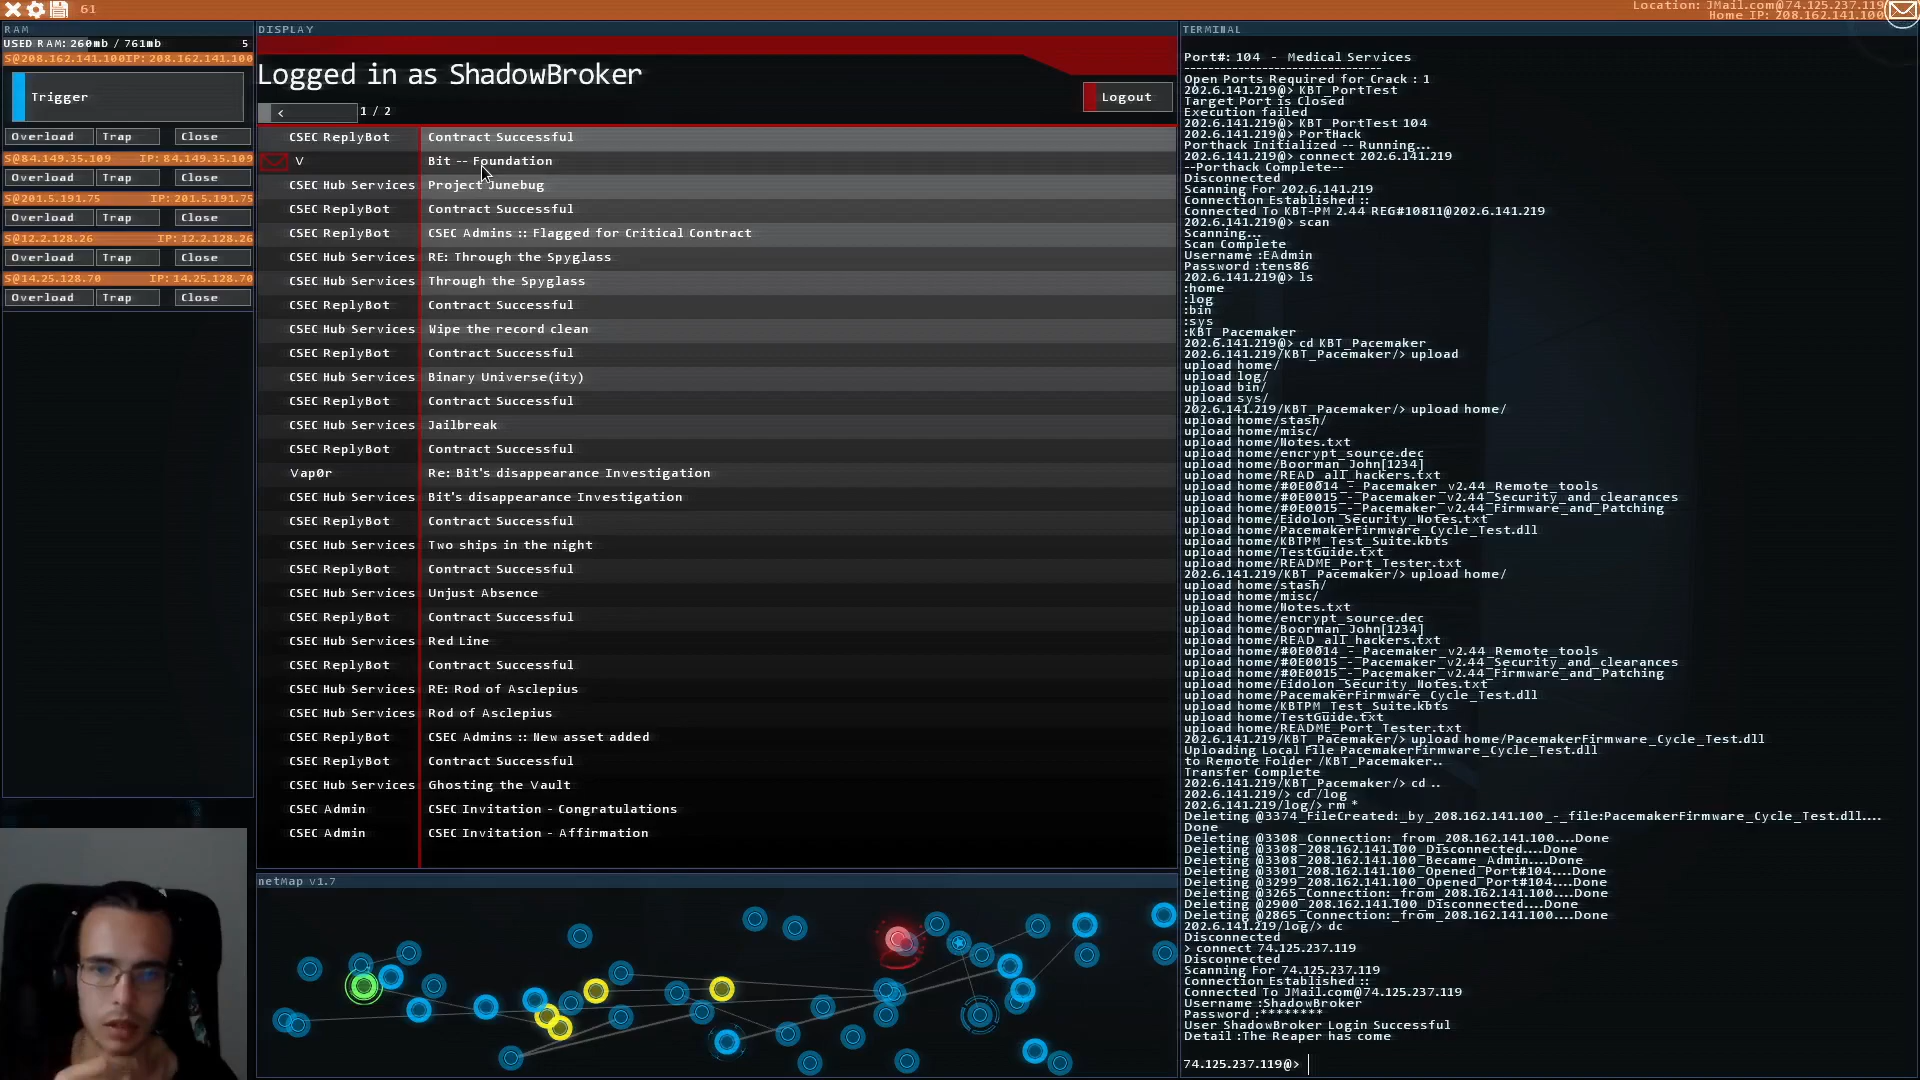 61
Location: JMail.com@74.125.237.119
Home IP: 208.162.141.100
RAM
USED RAM: 260mb / 761mb 5
S@208.162.141.100 IP: 208.162.141.100
Trigger
Overload Trap Close
S@84.149.35.109 IP: 84.149.35.109
Overload Trap Close
S@201.5.191.75 IP: 201.5.191.75
Overload Trap Close
S@12.2.128.26 IP: 12.2.128.26
Overload Trap Close
S@14.25.128.70 IP: 14.25.128.70
Overload Trap Close
DISPLAY
Logged in as ShadowBroker
< 1 / 2
Logout
CSEC ReplyBot Contract Successful
V Bit -- Foundation
CSEC Hub Services Project Junebug
CSEC ReplyBot Contract Successful
CSEC ReplyBot CSEC Admins :: Flagged for Critical Contract
CSEC Hub Services RE: Through the Spyglass
CSEC Hub Services Through the Spyglass
CSEC ReplyBot Contract Successful
CSEC Hub Services Wipe the record clean
CSEC ReplyBot Contract Successful
CSEC Hub Services Binary Universe(ity)
CSEC ReplyBot Contract Successful
CSEC Hub Services Jailbreak
CSEC ReplyBot Contract Successful
Vap0r Re: Bit's disappearance Investigation
CSEC Hub Services Bit's disappearance Investigation
CSEC ReplyBot Contract Successful
CSEC Hub Services Two ships in the night
CSEC ReplyBot Contract Successful
CSEC Hub Services Unjust Absence
CSEC ReplyBot Contract Successful
CSEC Hub Services Red Line
CSEC ReplyBot Contract Successful
CSEC Hub Services RE: Rod of Asclepius
CSEC Hub Services Rod of Asclepius
CSEC ReplyBot CSEC Admins :: New asset added
CSEC ReplyBot Contract Successful
CSEC Hub Services Ghosting the Vault
CSEC Admin CSEC Invitation - Congratulations
CSEC Admin CSEC Invitation - Affirmation
netMap v1.7
TERMINAL
Port#: 104 - Medical Services
---------------------------------
Open Ports Required for Crack : 1
202.6.141.219@> KBT_PortTest
Target Port is Closed
Execution failed
202.6.141.219@> KBT_PortTest 104
202.6.141.219@> PortHack
Porthack Initialized -- Running...
202.6.141.219@> connect 202.6.141.219
--Porthack Complete--
Disconnected
Scanning For 202.6.141.219
Connection Established ::
Connected To KBT-PM 2.44 REG#10811@202.6.141.219
202.6.141.219@> scan
Scanning...
Scan Complete
Username :EAdmin
Password :tens86
202.6.141.219@> ls
:home
:log
:bin
:sys
:KBT_Pacemaker
202.6.141.219@> cd KBT_Pacemaker
202.6.141.219/KBT_Pacemaker/> upload
upload home/
upload log/
upload bin/
upload sys/
202.6.141.219/KBT_Pacemaker/> upload home/
upload home/stash/
upload home/misc/
upload home/Notes.txt
upload home/encrypt_source.dec
upload home/Boorman_John[1234]
upload home/READ_all_hackers.txt
upload home/#0E0014_-_Pacemaker_v2.44_Remote_tools
upload home/#0E0015_-_Pacemaker_v2.44_Security_and_clearances
upload home/#0E0015_-_Pacemaker_v2.44_Firmware_and_Patching
upload home/Eidolon_Security_Notes.txt
upload home/PacemakerFirmware_Cycle_Test.dll
upload home/KBTPM_Test_Suite.kbts
upload home/TestGuide.txt
upload home/README_Port_Tester.txt
202.6.141.219/KBT_Pacemaker/> upload home/
upload home/stash/
upload home/misc/
upload home/Notes.txt
upload home/encrypt_source.dec
upload home/Boorman_John[1234]
upload home/READ_all_hackers.txt
upload home/#0E0014_-_Pacemaker_v2.44_Remote_tools
upload home/#0E0015_-_Pacemaker_v2.44_Security_and_clearances
upload home/#0E0015_-_Pacemaker_v2.44_Firmware_and_Patching
upload home/Eidolon_Security_Notes.txt
upload home/PacemakerFirmware_Cycle_Test.dll
upload home/KBTPM_Test_Suite.kbts
upload home/TestGuide.txt
upload home/README_Port_Tester.txt
202.6.141.219/KBT_Pacemaker/> upload home/PacemakerFirmware_Cycle_Test.dll
Uploading Local File PacemakerFirmware_Cycle_Test.dll
to Remote Folder /KBT_Pacemaker..
Transfer Complete
202.6.141.219/KBT_Pacemaker/> cd ..
202.6.141.219/> cd /log
202.6.141.219/log/> rm *
Deleting @3374_FileCreated:_by_208.162.141.100_-_file:PacemakerFirmware_Cycle_Test.dll....
Done
Deleting @3308_Connection:_from_208.162.141.100....Done
Deleting @3308_208.162.141.100_Disconnected....Done
Deleting @3308_208.162.141.100_Became_Admin....Done
Deleting @3301_208.162.141.100_Opened_Port#104....Done
Deleting @3299_208.162.141.100_Opened_Port#104....Done
Deleting @3265_Connection:_from_208.162.141.100....Done
Deleting @2900_208.162.141.100_Disconnected....Done
Deleting @2865_Connection:_from_208.162.141.100....Done
202.6.141.219/log/> dc
Disconnected
> connect 74.125.237.119
Disconnected
Scanning For 74.125.237.119
Connection Established ::
Connected To JMail.com@74.125.237.119
Username :ShadowBroker
Password :********
User ShadowBroker Login Successful
Detail :The Reaper has come
74.125.237.119@>